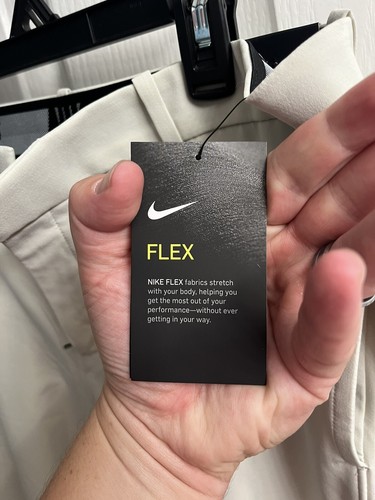 FLEX
NIKE FLEX fabrics stretch
with your body, helping you
get the most out of your
performance—without ever
getting in your way.